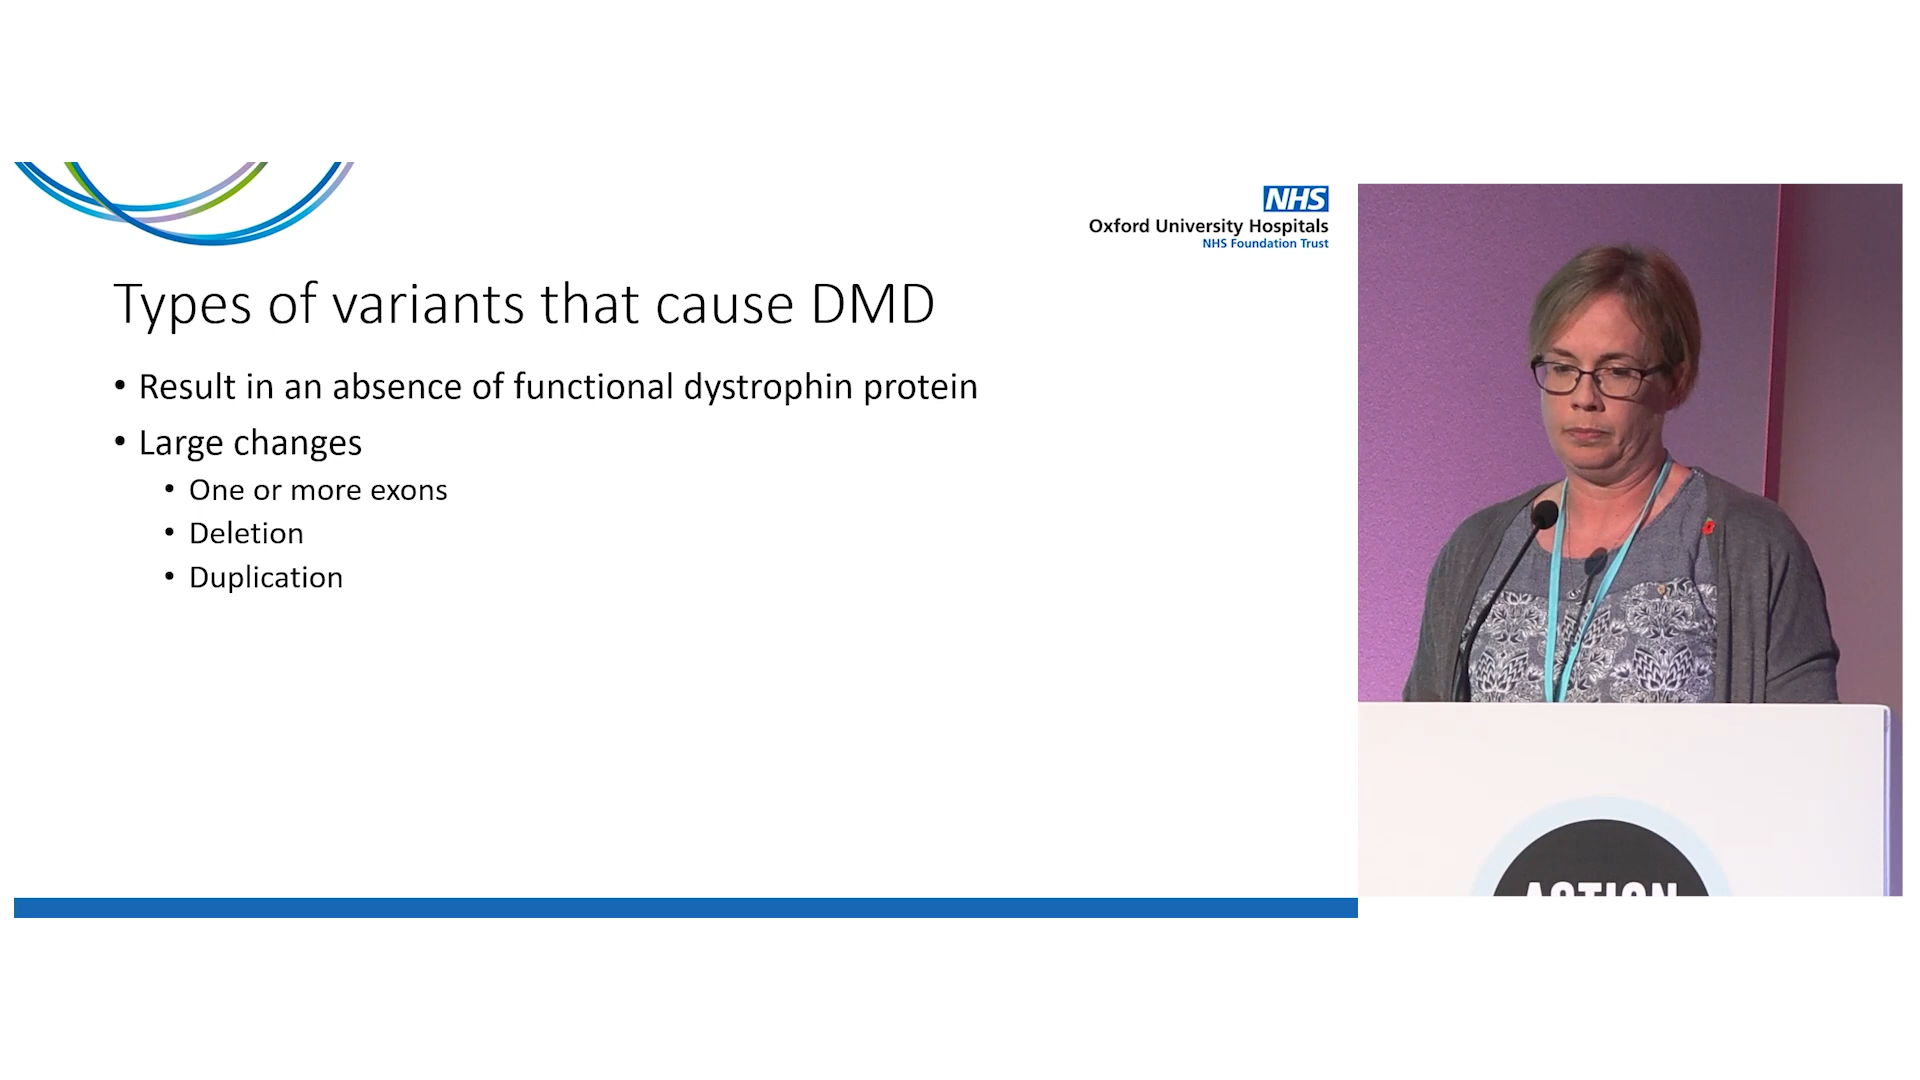 NHS
Oxford University Hospitals
NHS Foundation Trust
Types of variants that cause DMD
• Result in an absence of functional dystrophin protein
• Large changes
• One or more exons
• Deletion
• Duplication
ACTION